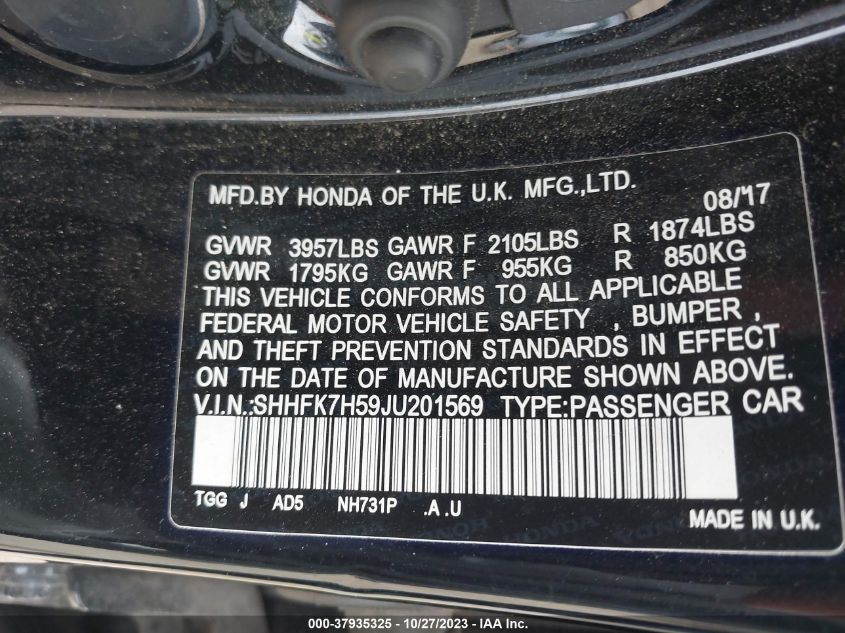 MFD.BY HONDA OF THE U.K. MFG.,LTD. 08/17
GVWR 3957LBS GAWR F 2105LBS R 1874LBS
GVWR 1795KG GAWR F 955KG R 850KG
THIS VEHICLE CONFORMS TO ALL APPLICABLE
FEDERAL MOTOR VEHICLE SAFETY , BUMPER ,
AND THEFT PREVENTION STANDARDS IN EFFECT
ON THE DATE OF MANUFACTURE SHOWN ABOVE.
V.I.N.:SHHFK7H59JU201569 TYPE:PASSENGER CAR
TGG J AD5 NH731P .A .U
MADE IN U.K.
HONDA
000-37935325 / 10/27/2023 / IAA Inc.